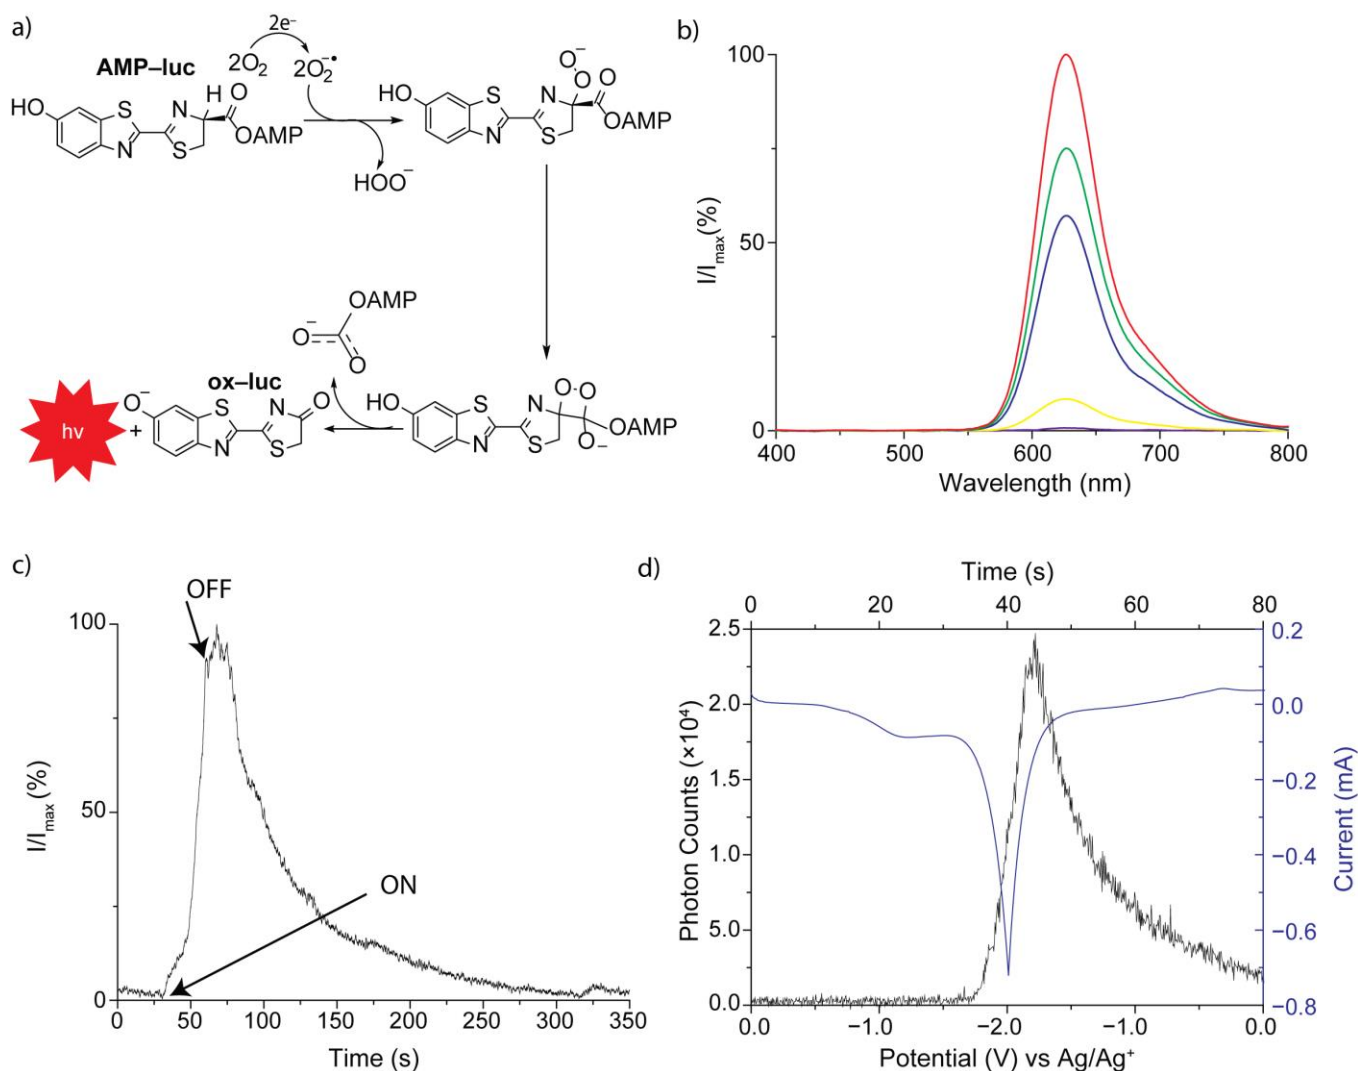 a)
2e⁻
AMP–luc
2O₂
2O₂⁻•
HO
S
N
H
O
OAMP
N
S
HOO⁻
HO
S
N
O⁻
O
O
OAMP
N
S
OAMP
O⁻
O
ox–luc
hv
+
O⁻
S
N
O
N
S
HO
S
N
O-O
OAMP
O⁻
N
S
b)
I/Imax(%)
100
50
0
400 500 600 700 800
Wavelength (nm)
c)
OFF
ON
I/Imax(%)
100
50
0
0 50 100 150 200 250 300 350
Time (s)
d)
Time (s)
0 20 40 60 80
Photon Counts (×10⁴)
2.5
2.0
1.5
1.0
5.0
0.0
0.2
0.0
−0.2
−0.4
−0.6
−0.8
Current (mA)
0.0 −1.0 −2.0 −1.0 0.0
Potential (V) vs Ag/Ag⁺